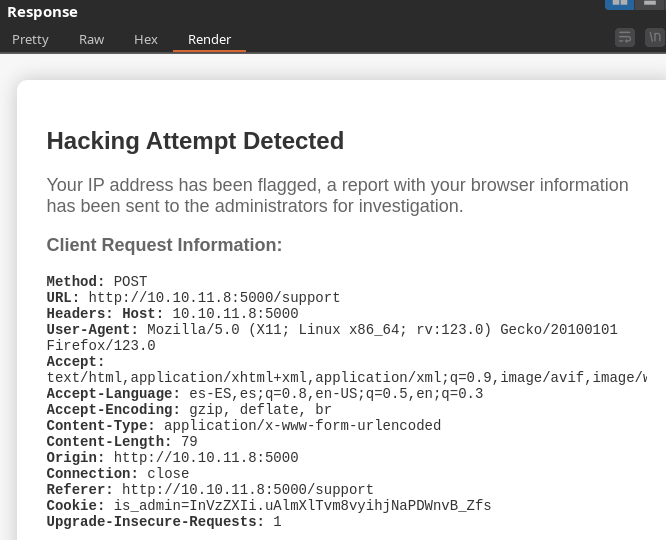 Response
Pretty Raw Hex Render \n
Hacking Attempt Detected
Your IP address has been flagged, a report with your browser information
has been sent to the administrators for investigation.
Client Request Information:
Method: POST
URL: http://10.10.11.8:5000/support
Headers: Host: 10.10.11.8:5000
User-Agent: Mozilla/5.0 (X11; Linux x86_64; rv:123.0) Gecko/20100101
Firefox/123.0
Accept:
text/html,application/xhtml+xml,application/xml;q=0.9,image/avif,image/w
Accept-Language: es-ES,es;q=0.8,en-US;q=0.5,en;q=0.3
Accept-Encoding: gzip, deflate, br
Content-Type: application/x-www-form-urlencoded
Content-Length: 79
Origin: http://10.10.11.8:5000
Connection: close
Referer: http://10.10.11.8:5000/support
Cookie: is_admin=InVzZXIi.uAlmXlTvm8vyihjNaPDWnvB_Zfs
Upgrade-Insecure-Requests: 1